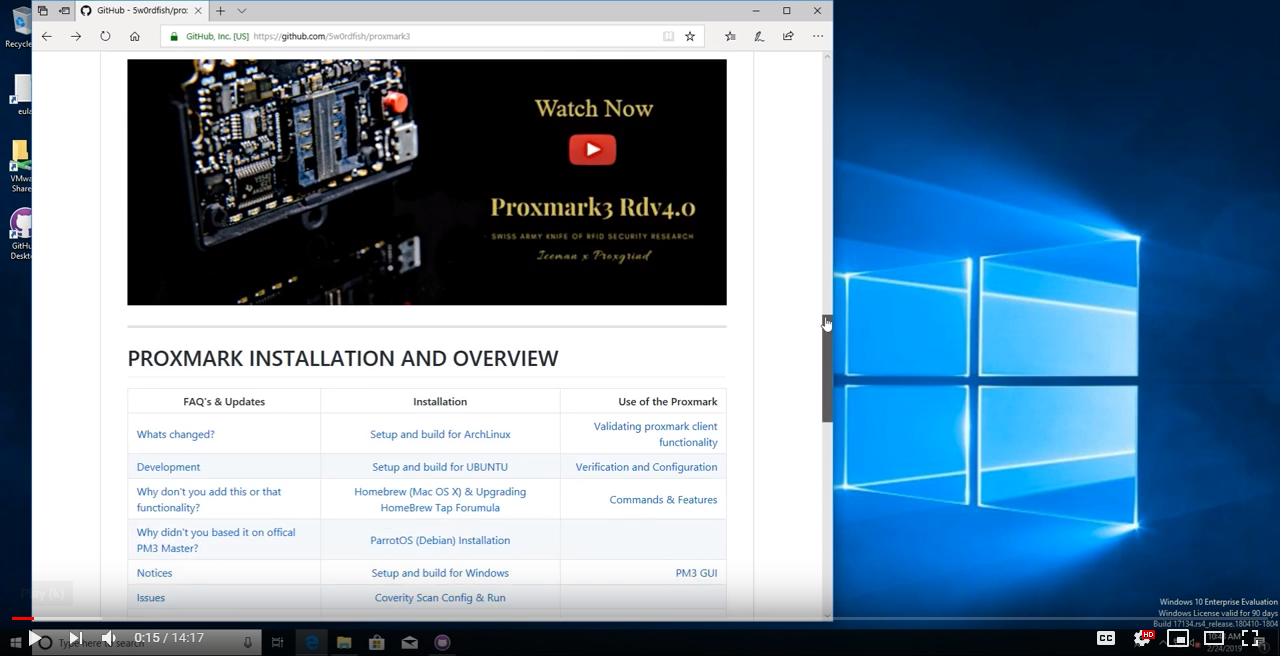 GitHub - 5w0rdfish/pro:
GitHub, Inc. [US] https://github.com/5w0rdfish/proxmark3
Recycle
eula
VMwa
Share
GitHu
Deskto
Watch Now
Proxmark3 Rdv4.0
SWISS ARMY KNIFE OF RFID SECURITY RESEARCH
Iceman x Proxgrind
PROXMARK INSTALLATION AND OVERVIEW
FAQ's & Updates Installation Use of the Proxmark
Whats changed? Setup and build for ArchLinux Validating proxmark client
functionality
Development Setup and build for UBUNTU Verification and Configuration
Why don't you add this or that
functionality?
Homebrew (Mac OS X) & Upgrading
HomeBrew Tap Forumula
Commands & Features
Why didn't you based it on offical
PM3 Master?
ParrotOS (Debian) Installation
Notices Setup and build for Windows PM3 GUI
Issues Coverity Scan Config & Run
Play (k)
Windows 10 Enterprise Evaluation
Windows License valid for 90 days
Build 17134.rs4_release.180410-1804
0:15 / 14:17
Type here to search
CC
HD
AM
2/24/2019